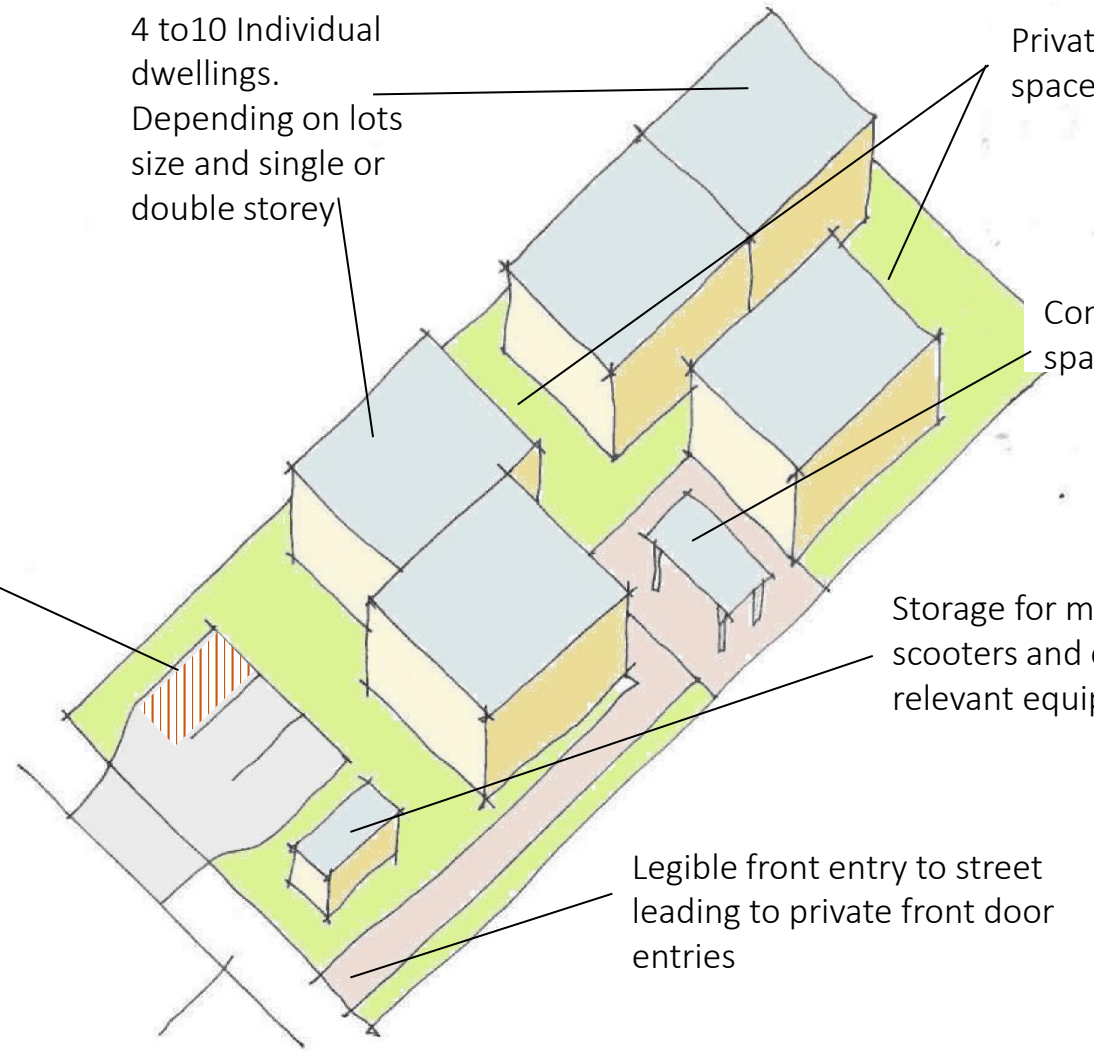 4 to10 Individual
dwellings.
Depending on lots
size and single or
double storey
Privat
space
Cor
spa
Storage for m
scooters and
relevant equip
Legible front entry to street
leading to private front door
entries